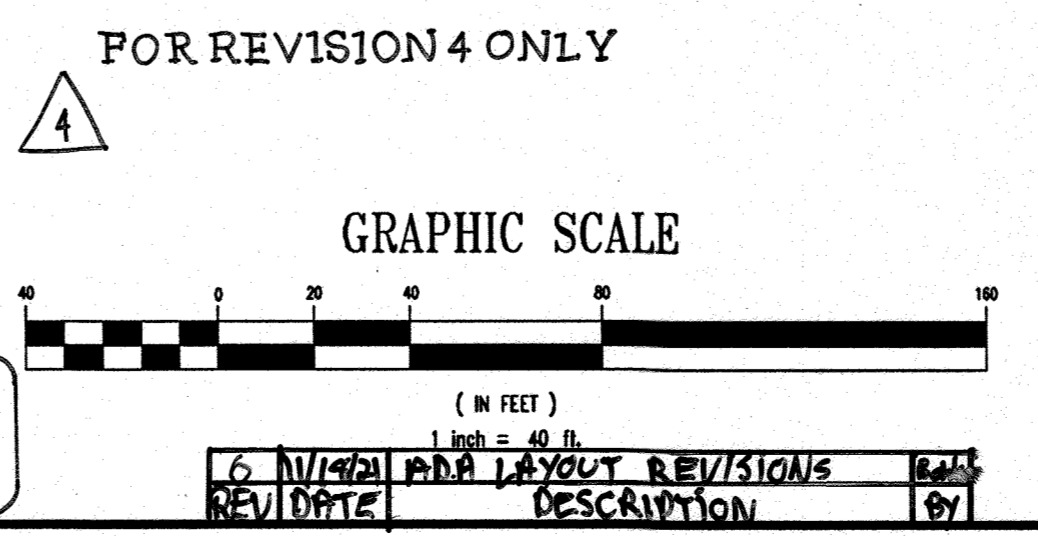 FOR REVISION 4 ONLY
4
GRAPHIC SCALE
40 0 20 40 80 160
( IN FEET )
1 inch = 40 ft.
6 11/19/21 ADA LAYOUT REVISIONS
REV DATE DESCRIPTION BY